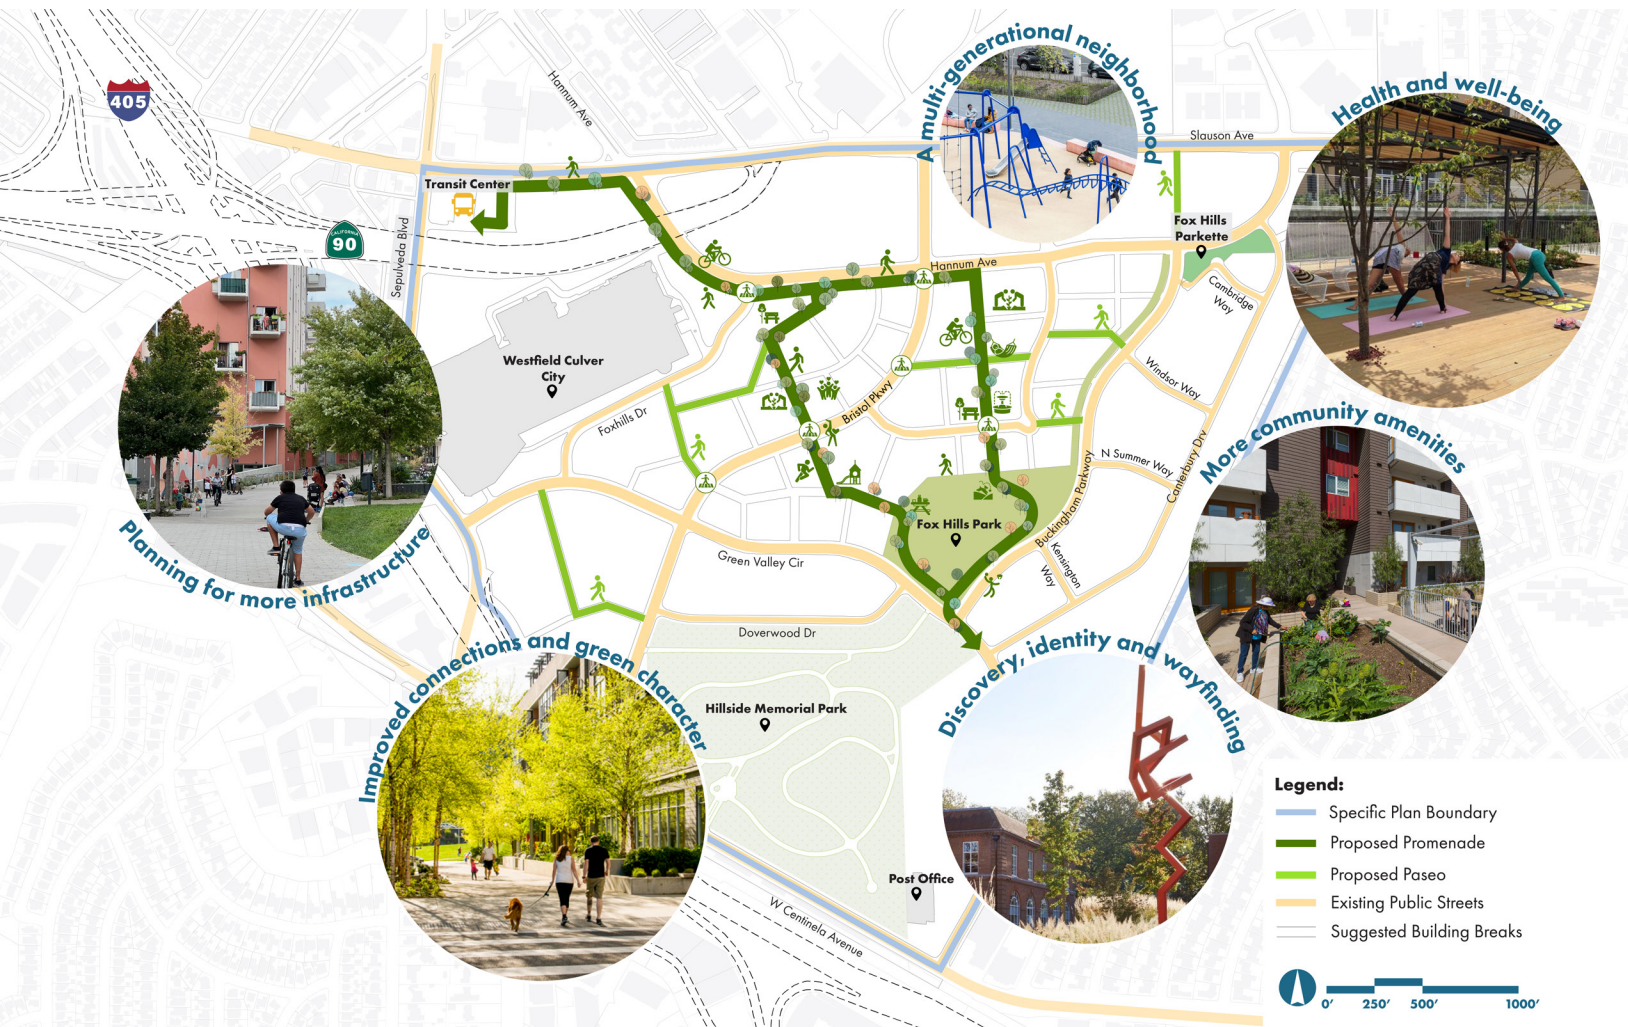 405
CALIFORNIA
90
Hannum Ave
Slauson Ave
A multi-generational neighborhood
Health and well-being
Transit Center
Sepulveda Blvd
Fox Hills
Parkette
Cambridge
Way
Hannum Ave
Westfield Culver
City
Foxhills Dr
Bristol Pkwy
Windsor Way
N Summer Way
Canterbury Drv
Buckingham Parkway
Kensington
Way
Fox Hills Park
Green Valley Cir
Doverwood Dr
Planning for more infrastructure
More community amenities
Improved connections and green character
Discovery, identity and wayfinding
Hillside Memorial Park
Post Office
W Centinela Avenue
Legend:
Specific Plan Boundary
Proposed Promenade
Proposed Paseo
Existing Public Streets
Suggested Building Breaks
0' 250' 500' 1000'